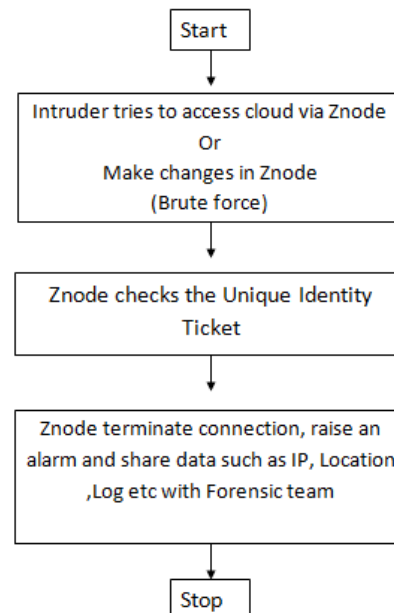 Start
Intruder tries to access cloud via Znode
Or
Make changes in Znode
(Brute force)
Znode checks the Unique Identity
Ticket
Znode terminate connection, raise an
alarm and share data such as IP, Location
,Log etc with Forensic team
Stop